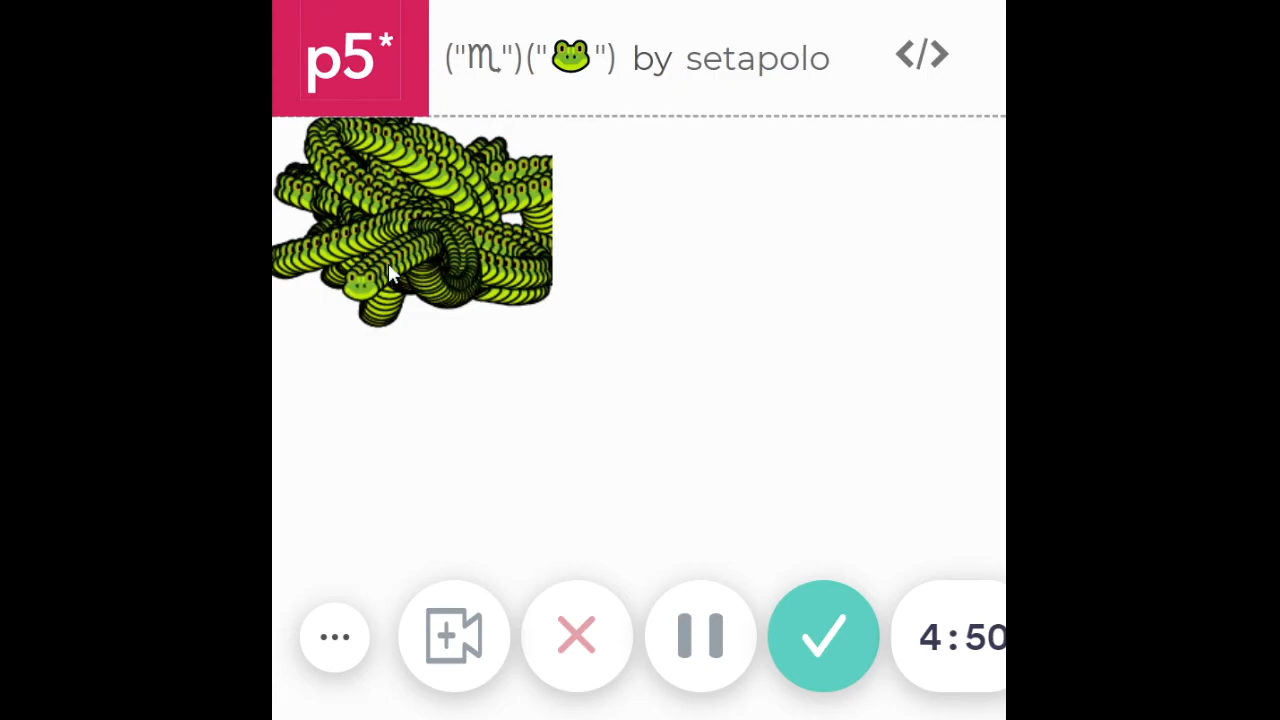 p5*
("♏")("🐸") by setapolo
</>
...
4:50